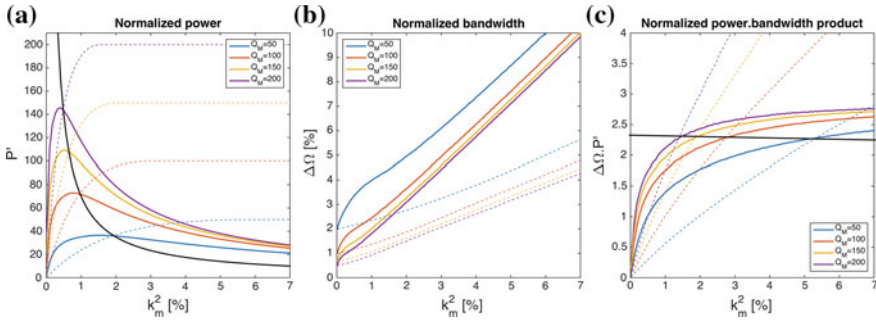 (a)
Normalized power
P'
200
180
160
140
120
100
80
60
40
20
0
Q_M=50
Q_M=100
Q_M=150
Q_M=200
0 1 2 3 4 5 6 7
k_m^2 [%]
(b)
Normalized bandwidth
ΔΩ [%]
10
9
8
7
6
5
4
3
2
1
0
Q_M=50
Q_M=100
Q_M=150
Q_M=200
0 1 2 3 4 5 6 7
k_m^2 [%]
(c)
Normalized power.bandwidth product
ΔΩ.P'
4
3.5
3
2.5
2
1.5
1
0.5
0
Q_M=50
Q_M=100
Q_M=150
Q_M=200
0 1 2 3 4 5 6 7
k_m^2 [%]